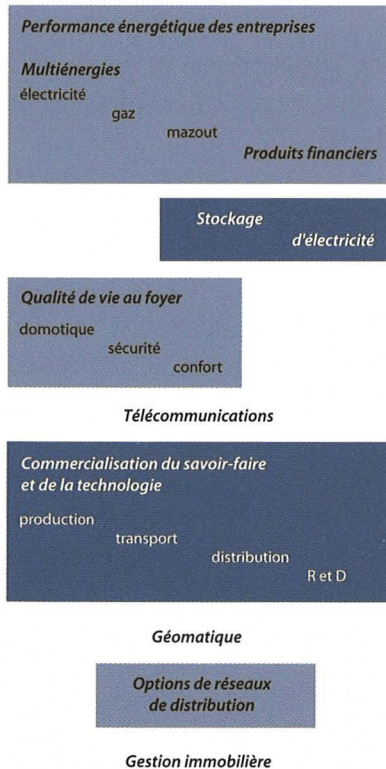 Performance énergétique des entreprises
Multiénergies
électricité
gaz
mazout
Produits financiers
Stockage
d'électricité
Qualité de vie au foyer
domotique
sécurité
confort
Télécommunications
Commercialisation du savoir-faire
et de la technologie
production
transport
distribution
R et D
Géomatique
Options de réseaux
de distribution
Gestion immobilière